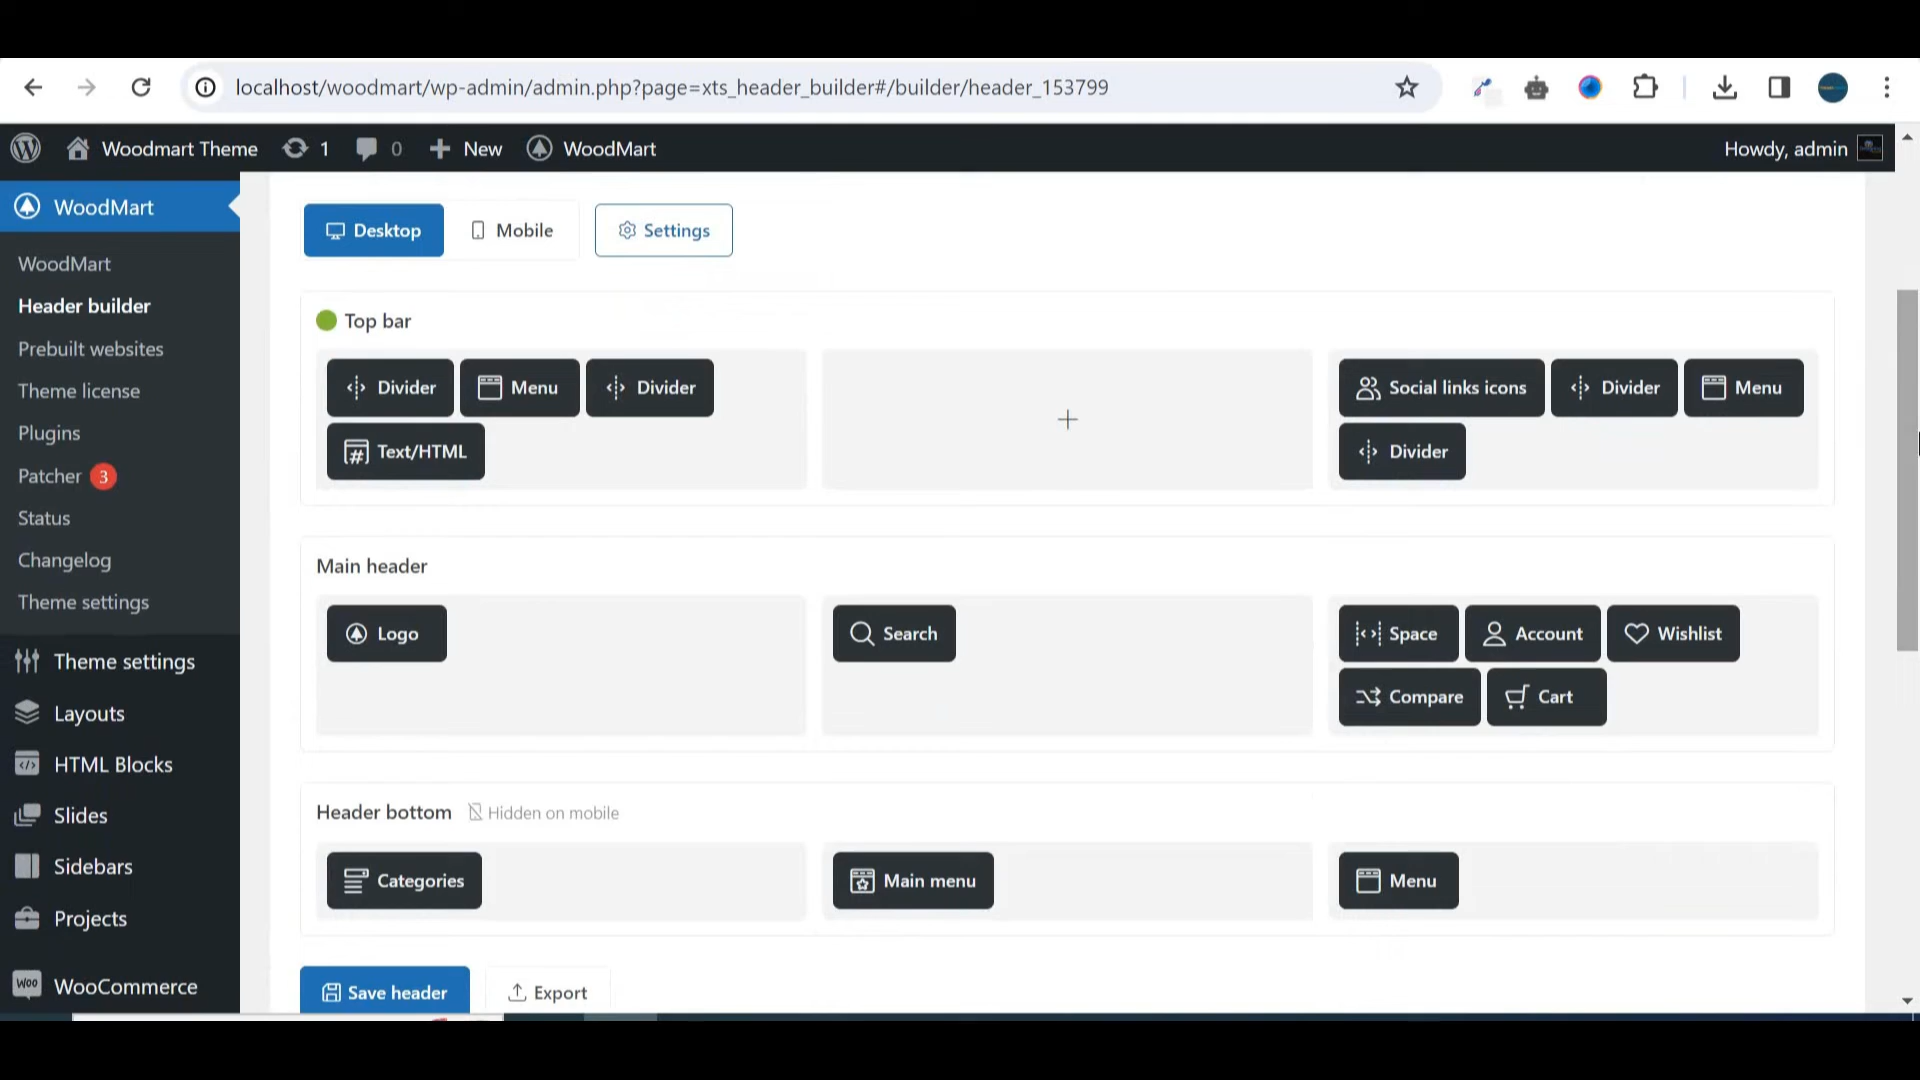 localhost/woodmart/wp-admin/admin.php?page=xts_header_builder#/builder/header_153799
Woodmart Theme 1 0 New WoodMart Howdy, admin
WoodMart
WoodMart
Header builder
Prebuilt websites
Theme license
Plugins
Patcher 3
Status
Changelog
Theme settings
Theme settings
Layouts
HTML Blocks
Slides
Sidebars
Projects
Woo WooCommerce
Desktop Mobile Settings
Top bar
Divider Menu Divider
Text/HTML
Social links icons Divider Menu
Divider
Main header
Logo
Search
Space Account Wishlist
Compare Cart
Header bottom Hidden on mobile
Categories
Main menu
Menu
Save header Export